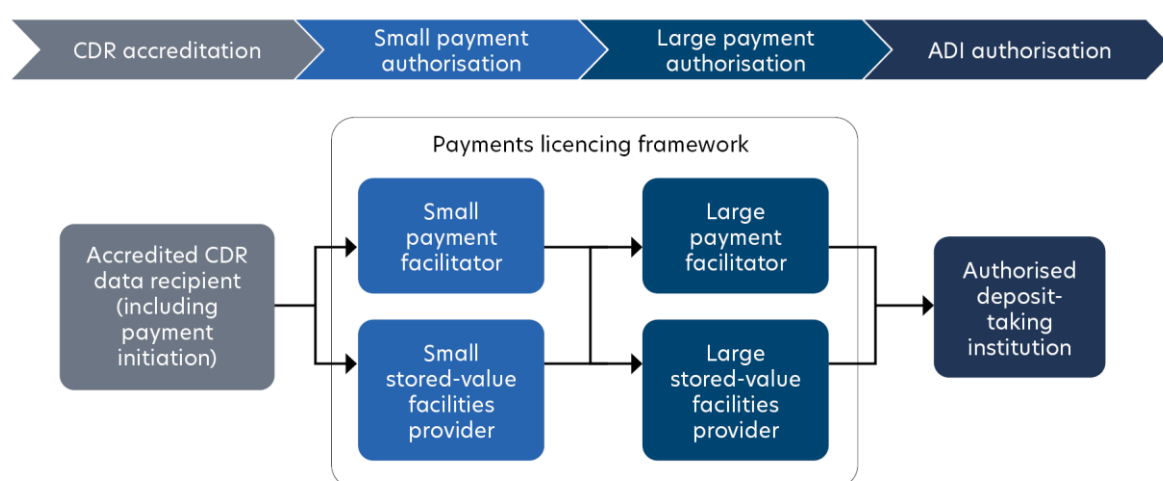 CDR accreditation
Small payment
authorisation
Large payment
authorisation
ADI authorisation
Payments licencing framework
Accredited CDR
data recipient
(including
payment
initiation)
Small
payment
facilitator
Large
payment
facilitator
Small
stored-value
facilities
provider
Large
stored-value
facilities
provider
Authorised
deposit-
taking
institution